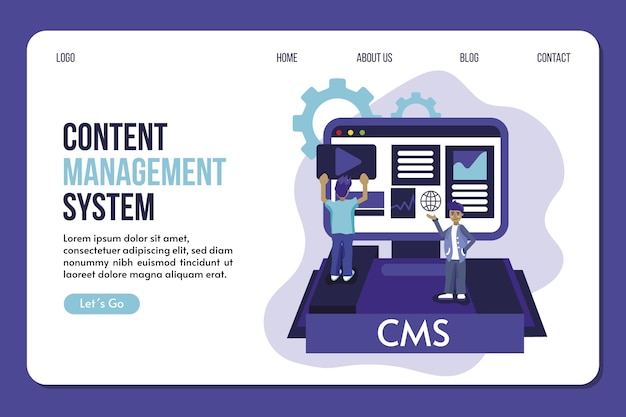 LOGO HOME ABOUT US BLOG CONTACT
CONTENT
MANAGEMENT
SYSTEM
Lorem ipsum dolor sit amet,
consectetuer adipiscing elit, sed diam
nonummy nibh euismod tincidunt ut
laoreet dolore magna aliquam erat
volutpat.
Let´s Go
CMS